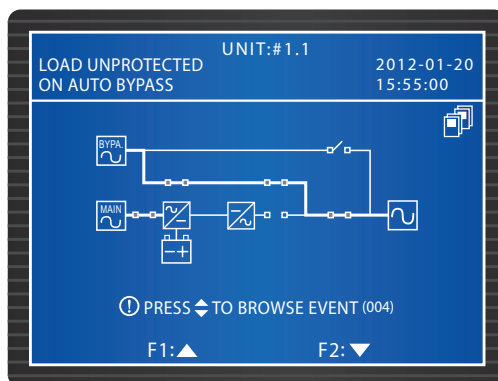 UNIT:#1.1
LOAD UNPROTECTED
2012-01-20
ON AUTO BYPASS
15:55:00
BYPA.
MAIN
PRESS TO BROWSE EVENT (004)
F1:
F2: